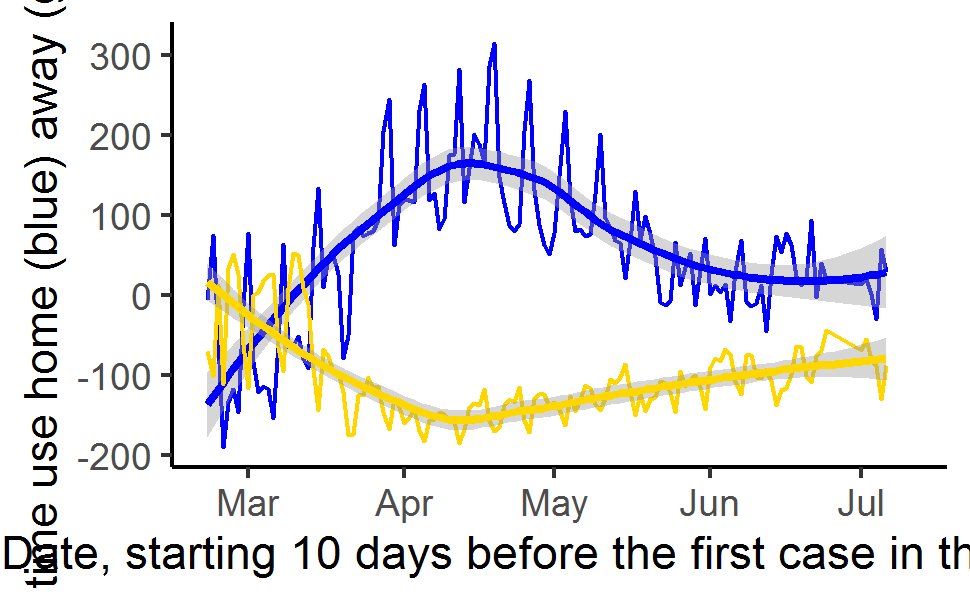 time use home (blue) away (
300
200
100
0
-100
-200
Mar Apr May Jun Jul
Date, starting 10 days before the first case in th